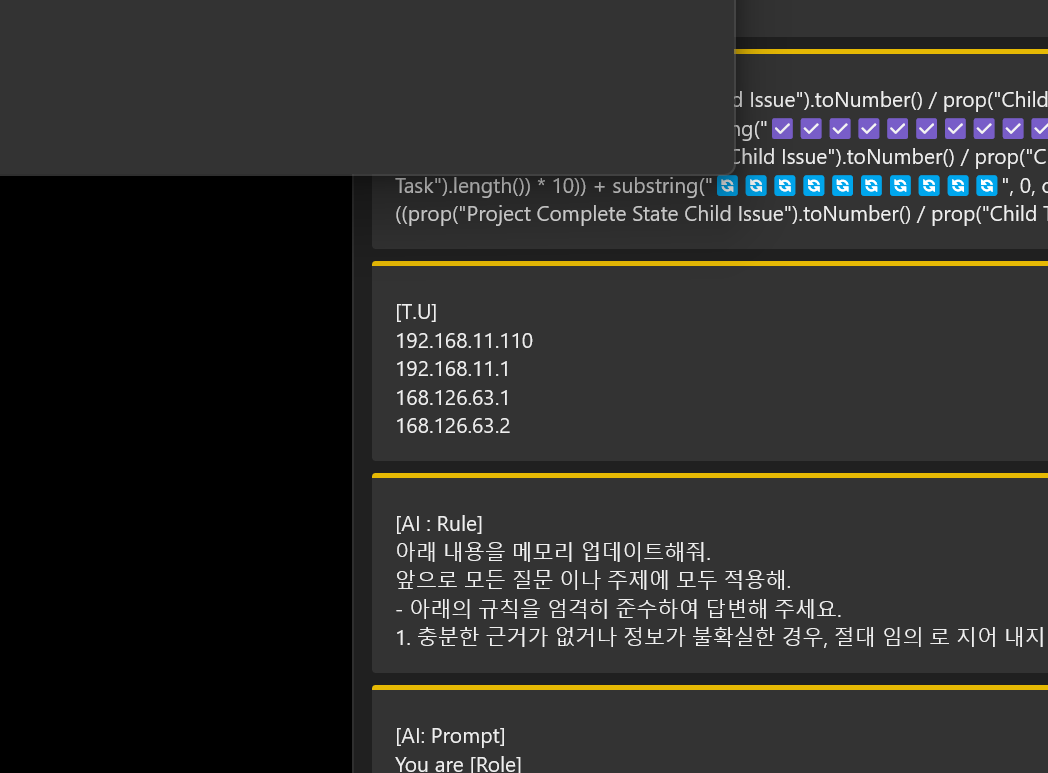 d Issue").toNumber() / prop("Child
ng("✅✅✅✅✅✅✅✅✅✅
Child Issue").toNumber() / prop("C
Task").length()) * 10)) + substring("🔄🔄🔄🔄🔄🔄🔄🔄🔄🔄", 0, c
((prop("Project Complete State Child Issue").toNumber() / prop("Child T
[T.U]
192.168.11.110
192.168.11.1
168.126.63.1
168.126.63.2
[AI : Rule]
아래 내용을 메모리 업데이트해줘.
앞으로 모든 질문 이나 주제에 모두 적용해.
- 아래의 규칙을 엄격히 준수하여 답변해 주세요.
1. 충분한 근거가 없거나 정보가 불확실한 경우, 절대 임의 로 지어 내지
[AI: Prompt]
You are [Role]